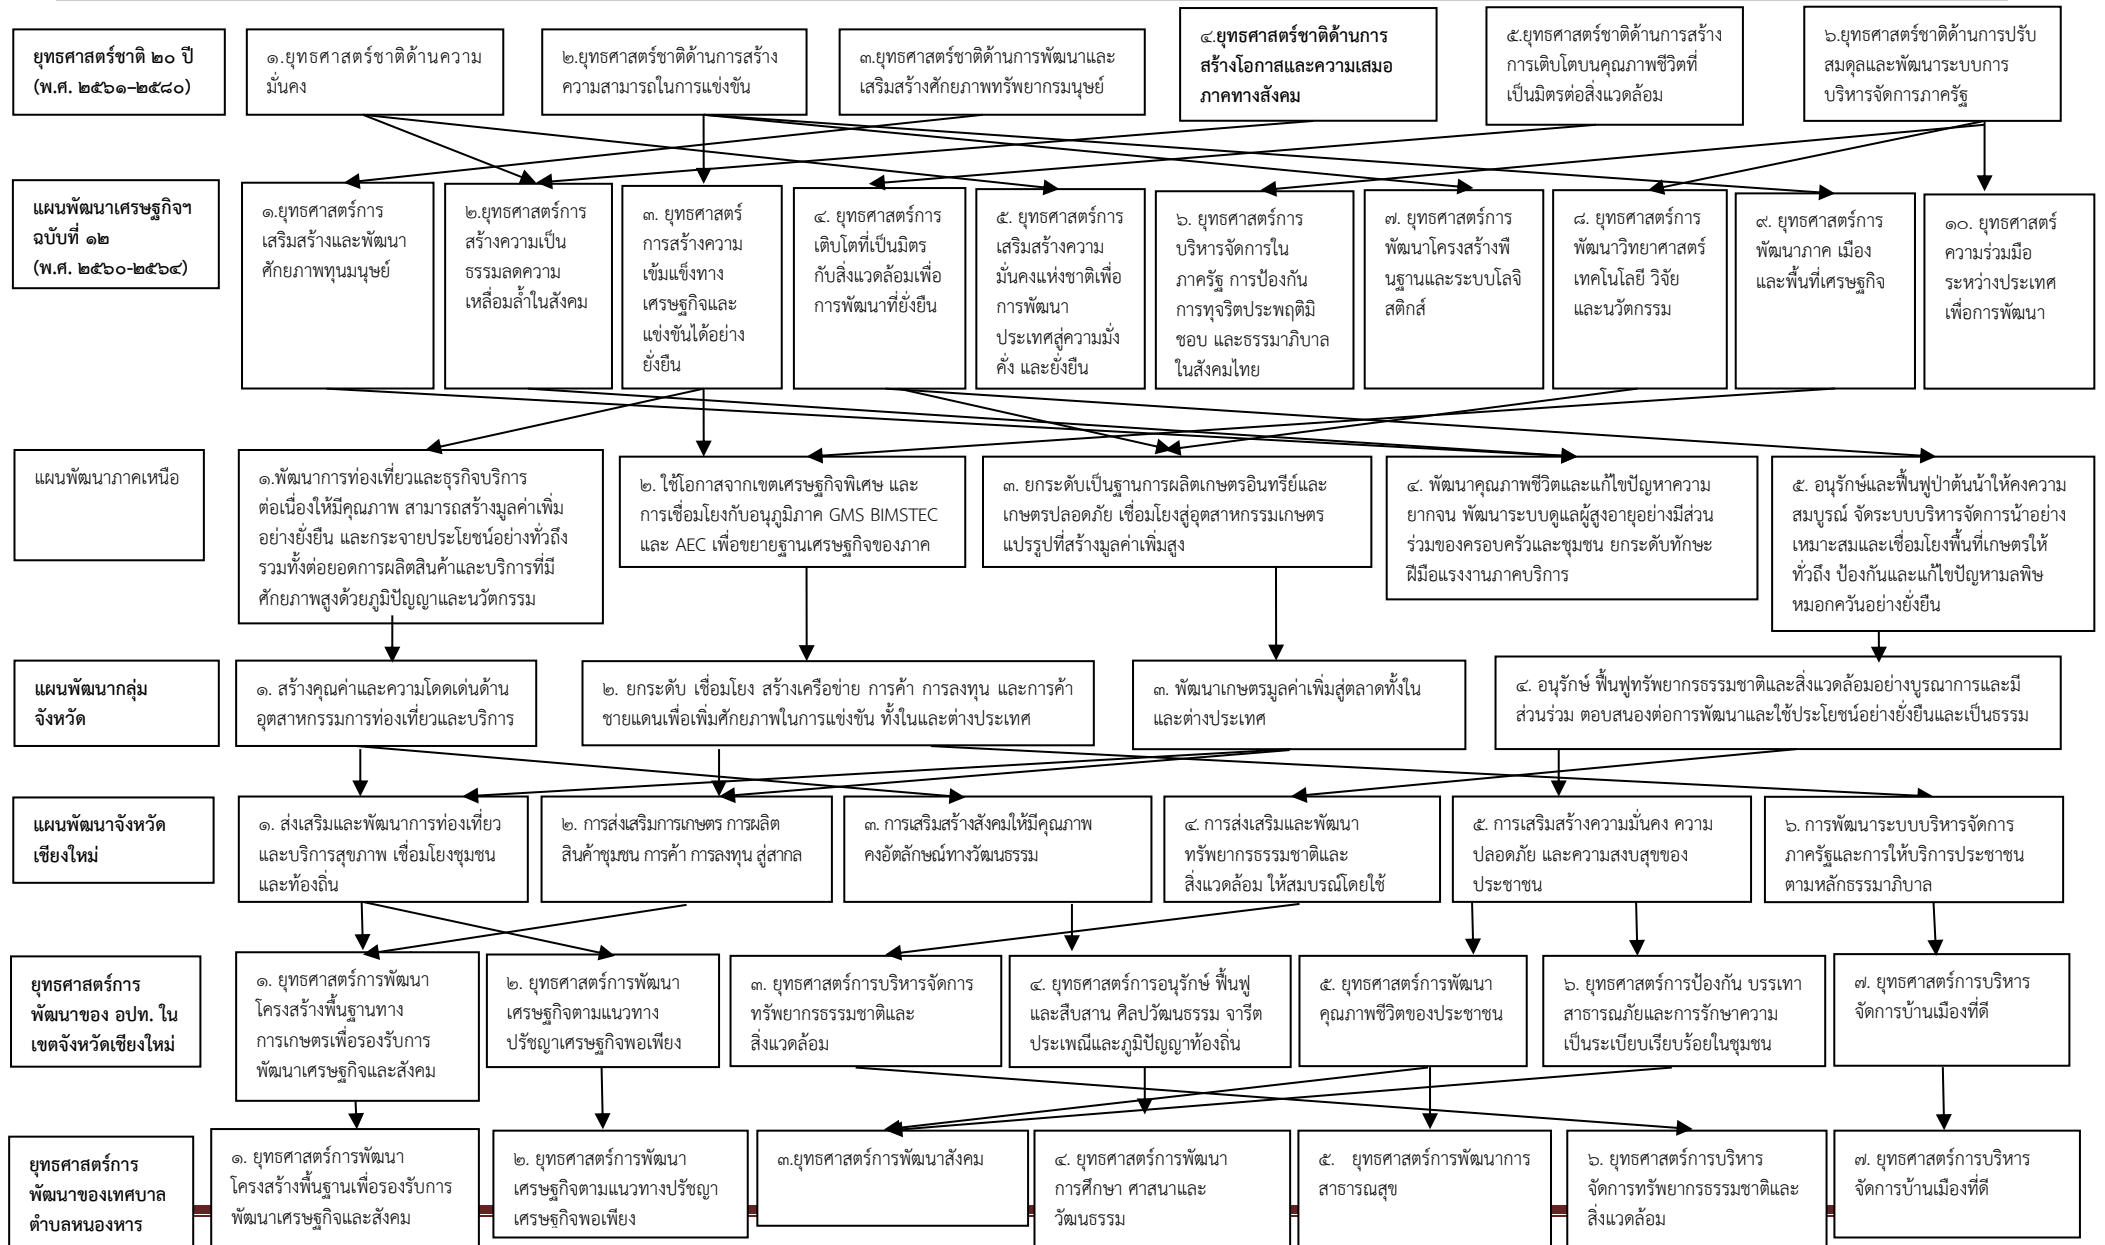 ยุทธศาสตร์ชาติ ๒๐ ปี
(พ.ศ. ๒๕๖๑-๒๕๘๐)
๑.ยุทธศาสตร์ชาติด้านความ
มั่นคง
๒.ยุทธศาสตร์ชาติด้านการสร้าง
ความสามารถในการแข่งขัน
๓.ยุทธศาสตร์ชาติด้านการพัฒนาและ
เสริมสร้างศักยภาพทรัพยากรมนุษย์
๔.ยุทธศาสตร์ชาติด้านการ
สร้างโอกาสและความเสมอ
ภาคทางสังคม
๕.ยุทธศาสตร์ชาติด้านการสร้าง
การเติบโตบนคุณภาพชีวิตที่
เป็นมิตรต่อสิ่งแวดล้อม
๖.ยุทธศาสตร์ชาติด้านการปรับ
สมดุลและพัฒนาระบบการ
บริหารจัดการภาครัฐ
แผนพัฒนาเศรษฐกิจฯ
ฉบับที่ ๑๒
(พ.ศ. ๒๕๖๐-๒๕๖๔)
๑.ยุทธศาสตร์การ
เสริมสร้างและพัฒนา
ศักยภาพทุนมนุษย์
๒.ยุทธศาสตร์การ
สร้างความเป็น
ธรรมลดความ
เหลื่อมล้ำในสังคม
๓. ยุทธศาสตร์
การสร้างความ
เข้มแข็งทาง
เศรษฐกิจและ
แข่งขันได้อย่าง
ยั่งยืน
๔. ยุทธศาสตร์การ
เติบโตที่เป็นมิตร
กับสิ่งแวดล้อมเพื่อ
การพัฒนาที่ยั่งยืน
๕. ยุทธศาสตร์การ
เสริมสร้างความ
มั่นคงแห่งชาติเพื่อ
การพัฒนา
ประเทศสู่ความมั่ง
คั่ง และยั่งยืน
๖. ยุทธศาสตร์การ
บริหารจัดการใน
ภาครัฐ การป้องกัน
การทุจริตประพฤติมิ
ชอบ และธรรมาภิบาล
ในสังคมไทย
๗. ยุทธศาสตร์การ
พัฒนาโครงสร้างพื้
นฐานและระบบโลจิ
สติกส์
๘. ยุทธศาสตร์การ
พัฒนาวิทยาศาสตร์
เทคโนโลยี วิจัย
และนวัตกรรม
๙. ยุทธศาสตร์การ
พัฒนาภาค เมือง
และพื้นที่เศรษฐกิจ
๑๐. ยุทธศาสตร์
ความร่วมมือ
ระหว่างประเทศ
เพื่อการพัฒนา
แผนพัฒนาภาคเหนือ
๑.พัฒนาการท่องเที่ยวและธุรกิจบริการ
ต่อเนื่องให้มีคุณภาพ สามารถสร้างมูลค่าเพิ่ม
อย่างยั่งยืน และกระจายประโยชน์อย่างทั่วถึง
รวมทั้งต่อยอดการผลิตสินค้าและบริการที่มี
ศักยภาพสูงด้วยภูมิปัญญาและนวัตกรรม
๒. ใช้โอกาสจากเขตเศรษฐกิจพิเศษ และ
การเชื่อมโยงกับอนุภูมิภาค GMS BIMSTEC
และ AEC เพื่อขยายฐานเศรษฐกิจของภาค
๓. ยกระดับเป็นฐานการผลิตเกษตรอินทรีย์และ
เกษตรปลอดภัย เชื่อมโยงสู่อุตสาหกรรมเกษตร
แปรรูปที่สร้างมูลค่าเพิ่มสูง
๔. พัฒนาคุณภาพชีวิตและแก้ไขปัญหาความ
ยากจน พัฒนาระบบดูแลผู้สูงอายุอย่างมีส่วน
ร่วมของครอบครัวและชุมชน ยกระดับทักษะ
ฝีมือแรงงานภาคบริการ
๕. อนุรักษ์และฟื้นฟูป่าต้นน้ำให้คงความ
สมบูรณ์ จัดระบบบริหารจัดการน้ำอย่าง
เหมาะสมและเชื่อมโยงพื้นที่เกษตรให้
ทั่วถึง ป้องกันและแก้ไขปัญหามลพิษ
หมอกควันอย่างยั่งยืน
แผนพัฒนากลุ่ม
จังหวัด
๑. สร้างคุณค่าและความโดดเด่นด้าน
อุตสาหกรรมการท่องเที่ยวและบริการ
๒. ยกระดับ เชื่อมโยง สร้างเครือข่าย การค้า การลงทุน และการค้า
ชายแดนเพื่อเพิ่มศักยภาพในการแข่งขัน ทั้งในและต่างประเทศ
๓. พัฒนาเกษตรมูลค่าเพิ่มสู่ตลาดทั้งใน
และต่างประเทศ
๔. อนุรักษ์ ฟื้นฟูทรัพยากรธรรมชาติและสิ่งแวดล้อมอย่างบูรณาการและมี
ส่วนร่วม ตอบสนองต่อการพัฒนาและใช้ประโยชน์อย่างยั่งยืนและเป็นธรรม
แผนพัฒนาจังหวัด
เชียงใหม่
๑. ส่งเสริมและพัฒนาการท่องเที่ยว
และบริการสุขภาพ เชื่อมโยงชุมชน
และท้องถิ่น
๒. การส่งเสริมการเกษตร การผลิต
สินค้าชุมชน การค้า การลงทุน สู่สากล
๓. การเสริมสร้างสังคมให้มีคุณภาพ
คงอัตลักษณ์ทางวัฒนธรรม
๔. การส่งเสริมและพัฒนา
ทรัพยากรธรรมชาติและ
สิ่งแวดล้อม ให้สมบรณ์โดยใช้
๕. การเสริมสร้างความมั่นคง ความ
ปลอดภัย และความสงบสุขของ
ประชาชน
๖. การพัฒนาระบบบริหารจัดการ
ภาครัฐและการให้บริการประชาชน
ตามหลักธรรมาภิบาล
ยุทธศาสตร์การ
พัฒนาของ อปท. ใน
เขตจังหวัดเชียงใหม่
๑. ยุทธศาสตร์การพัฒนา
โครงสร้างพื้นฐานทาง
การเกษตรเพื่อรองรับการ
พัฒนาเศรษฐกิจและสังคม
๒. ยุทธศาสตร์การพัฒนา
เศรษฐกิจตามแนวทาง
ปรัชญาเศรษฐกิจพอเพียง
๓. ยุทธศาสตร์การบริหารจัดการ
ทรัพยากรธรรมชาติและ
สิ่งแวดล้อม
๔. ยุทธศาสตร์การอนุรักษ์ ฟื้นฟู
และสืบสาน ศิลปวัฒนธรรม จารีต
ประเพณีและภูมิปัญญาท้องถิ่น
๕. ยุทธศาสตร์การพัฒนา
คุณภาพชีวิตของประชาชน
๖. ยุทธศาสตร์การป้องกัน บรรเทา
สาธารณภัยและการรักษาความ
เป็นระเบียบเรียบร้อยในชุมชน
๗. ยุทธศาสตร์การบริหาร
จัดการบ้านเมืองที่ดี
ยุทธศาสตร์การ
พัฒนาของเทศบาล
ตำบลหนองหาร
๑. ยุทธศาสตร์การพัฒนา
โครงสร้างพื้นฐานเพื่อรองรับการ
พัฒนาเศรษฐกิจและสังคม
๒. ยุทธศาสตร์การพัฒนา
เศรษฐกิจตามแนวทางปรัชญา
เศรษฐกิจพอเพียง
๓.ยุทธศาสตร์การพัฒนาสังคม
๔. ยุทธศาสตร์การพัฒนา
การศึกษา ศาสนาและ
วัฒนธรรม
๕. ยุทธศาสตร์การพัฒนาการ
สาธารณสุข
๖. ยุทธศาสตร์การบริหาร
จัดการทรัพยากรธรรมชาติและ
สิ่งแวดล้อม
๗. ยุทธศาสตร์การบริหาร
จัดการบ้านเมืองที่ดี